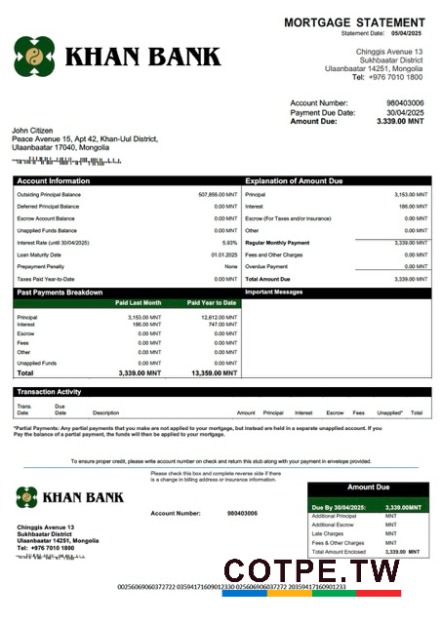 MORTGAGE STATEMENT
Statement Date: 05/04/2025
KHAN BANK
Chinggis Avenue 13
Sukhbaatar District
Ulaanbaatar 14251, Mongolia
Tel: +976 7010 1800
Account Number: 980403006
Payment Due Date: 30/04/2025
Amount Due: 3.339.00 MNT
John Citizen
Peace Avenue 15, Apt 42, Khan-Uul District,
Ulaanbaatar 17040, Mongolia
Account Information
Outsiding Principal Balance 507,866.00 MNT
Deferred Principal Balance 0.00 MNT
Escrow Account Balance 0.00 MNT
Unapplied Funds Balance 0.00 MNT
Interest Rate (until 30/04/2025) 5.93%
Loan Maturity Date 01.01.2025
Prepayment Penalty None
Taxes Paid Year-to-Date 0.00 MNT
Explanation of Amount Due
Principal 3,153.00 MNT
Interest 186.00 MNT
Escrow (For Taxes and/or Insurance) 0.00 MNT
Other 0.00 MNT
Regular Monthly Payment 3,339.00 MNT
Fees and Other Charges 0.00 MNT
Overdue Payment 0.00 MNT
Total Amount Due 3,339.00 MNT
Past Payments Breakdown
Paid Last Month Paid Year to Date
Principal 3,153.00 MNT 12,612.00 MNT
Interest 186.00 MNT 747.00 MNT
Escrow 0.00 MNT 0.00 MNT
Fees 0.00 MNT 0.00 MNT
Other 0.00 MNT 0.00 MNT
Unapplied Funds 0.00 MNT 0.00 MNT
Total 3,339.00 MNT 13,359.00 MNT
Important Messages
Transaction Activity
Trans. Date Due Date Description Amount Principal Interest Escrow Fees Unapplied* Total
*Partial Payments: Any partial payments that you make are not applied to your mortgage, but instead are held in a separate unapplied account. If you
Pay the balance of a partial payment, the funds will then be applied to your mortgage.
To ensure proper credit, please write account number on check and return this stub along with your payment in envelope provided.
Please check this box and complete reverse side if there
is a change in billing address or insurance information.
KHAN BANK
Account Number: 980403006
Chinggis Avenue 13
Sukhbaatar District
Ulaanbaatar 14251, Mongolia
Tel: +976 7010 1800
Amount Due
Due By 30/04/2025: 3,339.00MNT
Additional Principal MNT
Additional Escrow MNT
Late Charges MNT
Fees & Other Charges MNT
Total Amount Enclosed 3,339.00 MNT
COTPE.TW